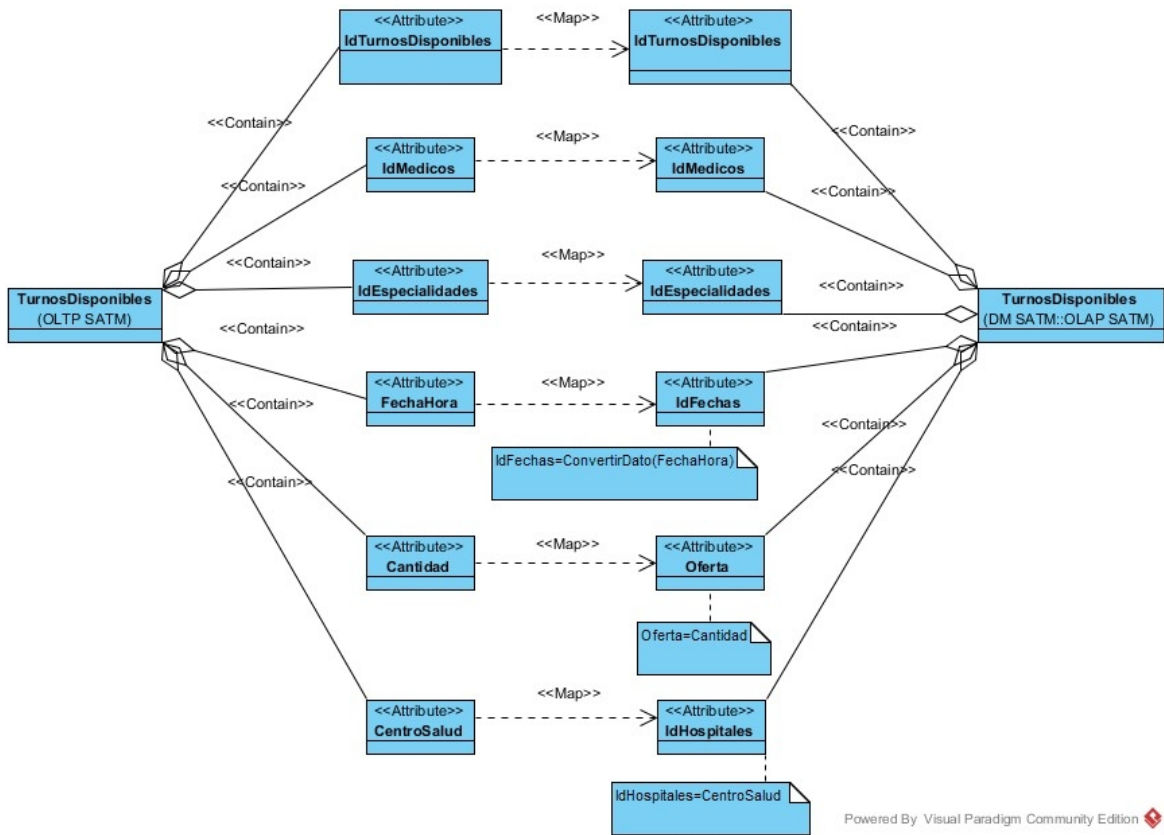 <<Attribute>>
IdTurnosDisponibles
<<Map>>
<<Attribute>>
IdTurnosDisponibles
<<Contain>>
<<Contain>>
<<Attribute>>
IdMedicos
<<Map>>
<<Attribute>>
IdMedicos
<<Contain>>
<<Contain>>
<<Contain>>
<<Attribute>>
IdEspecialidades
<<Map>>
<<Attribute>>
IdEspecialidades
<<Contain>>
TurnosDisponibles
(OLTP SATM)
TurnosDisponibles
(DM SATM::OLAP SATM)
<<Contain>>
<<Contain>>
<<Attribute>>
FechaHora
<<Map>>
<<Attribute>>
IdFechas
<<Contain>>
<<Contain>>
IdFechas=ConvertirDato(FechaHora)
<<Contain>>
<<Contain>>
<<Attribute>>
Cantidad
<<Map>>
<<Attribute>>
Oferta
Oferta=Cantidad
<<Attribute>>
CentroSalud
<<Map>>
<<Attribute>>
IdHospitales
IdHospitales=CentroSalud
Powered By Visual Paradigm Community Edition